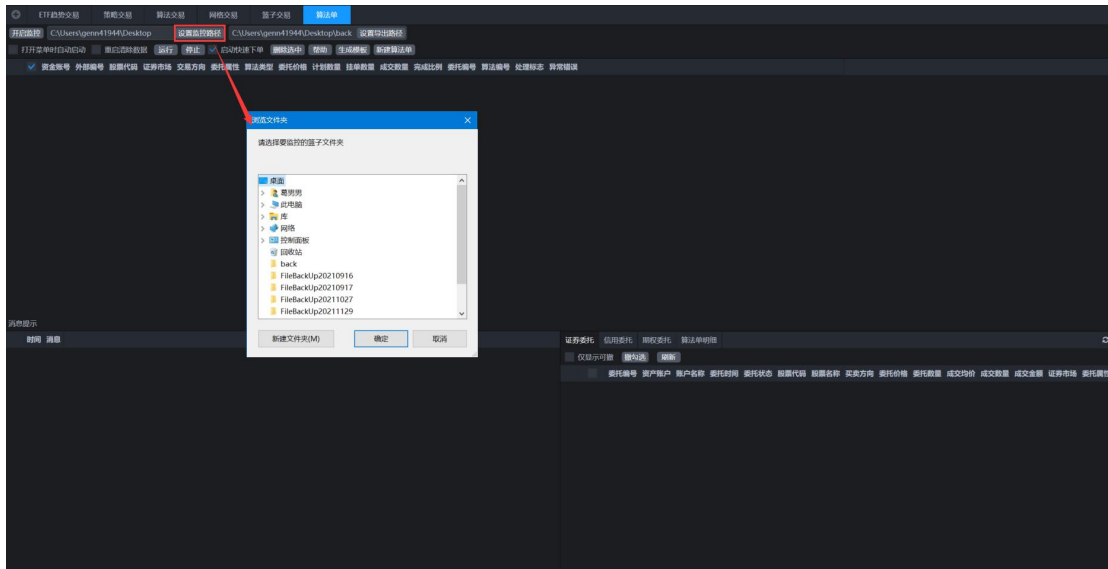 ETF趋势交易 策略交易 算法交易 网格交易 篮子交易 算法单
开启监控 C:\Users\genn41944\Desktop 设置监控路径 C:\Users\genn41944\Desktop\back 设置导出路径
打开菜单时自动启动 重启清除数据 运行 停止 启动快速下单 删除选中 帮助 生成模板 新建算法单
资金账号 外部编号 股票代码 证券市场 交易方向 委托属性 算法类型 委托价格 计划数量 挂单数量 成交数量 完成比例 委托编号 算法编号 处理标志 异常错误
浏览文件夹
请选择要监控的篮子文件夹
桌面
葛男男
此电脑
库
网络
控制面板
回收站
back
FileBackUp20210916
FileBackUp20210917
FileBackUp20211027
FileBackUp20211129
新建文件夹(M) 确定 取消
消息提示
时间 消息
证券委托 信用委托 期权委托 算法单明细
仅显示可撤 撤勾选 刷新
委托编号 资产账户 账户名称 委托时间 委托状态 股票代码 股票名称 买卖方向 委托价格 委托数量 成交均价 成交数量 成交金额 证券市场 委托属性